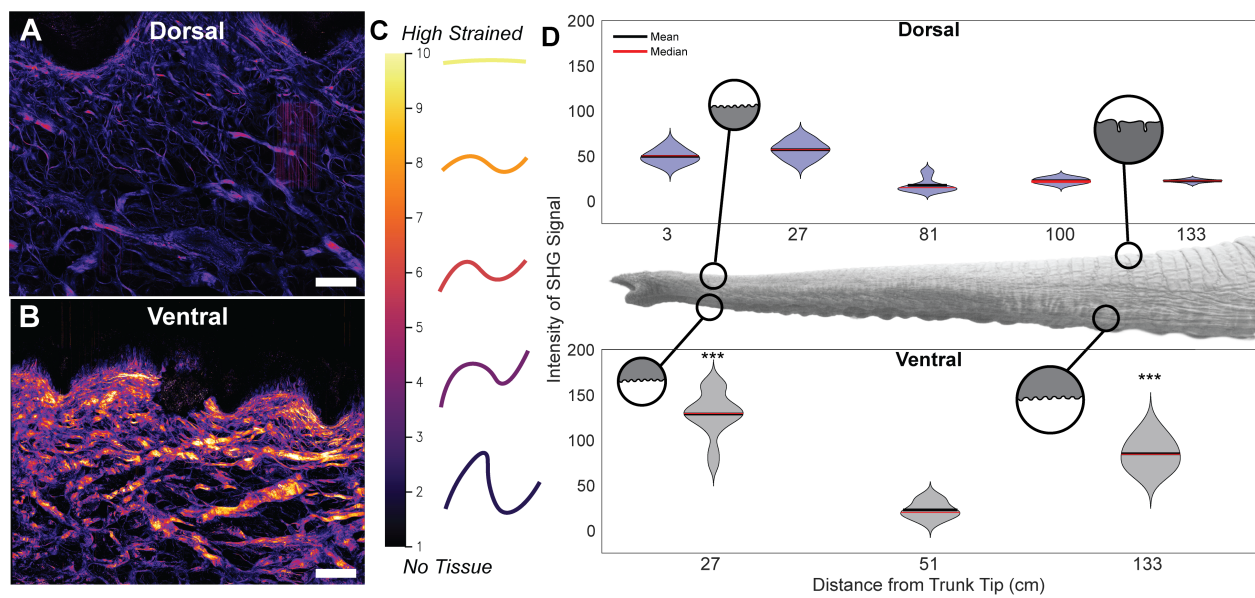 A
Dorsal
B
Ventral
C
High Strained
10
9
8
7
6
5
4
3
2
1
No Tissue
D
Dorsal
Mean
Median
Intensity of SHG Signal
200
150
100
50
0
3 27 81 100 133
Ventral
200
150
100
50
0
***
***
27 51 133
Distance from Trunk Tip (cm)